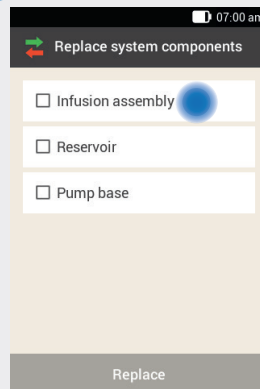 07:00 am
Replace system components
Infusion assembly
Reservoir
Pump base
Replace